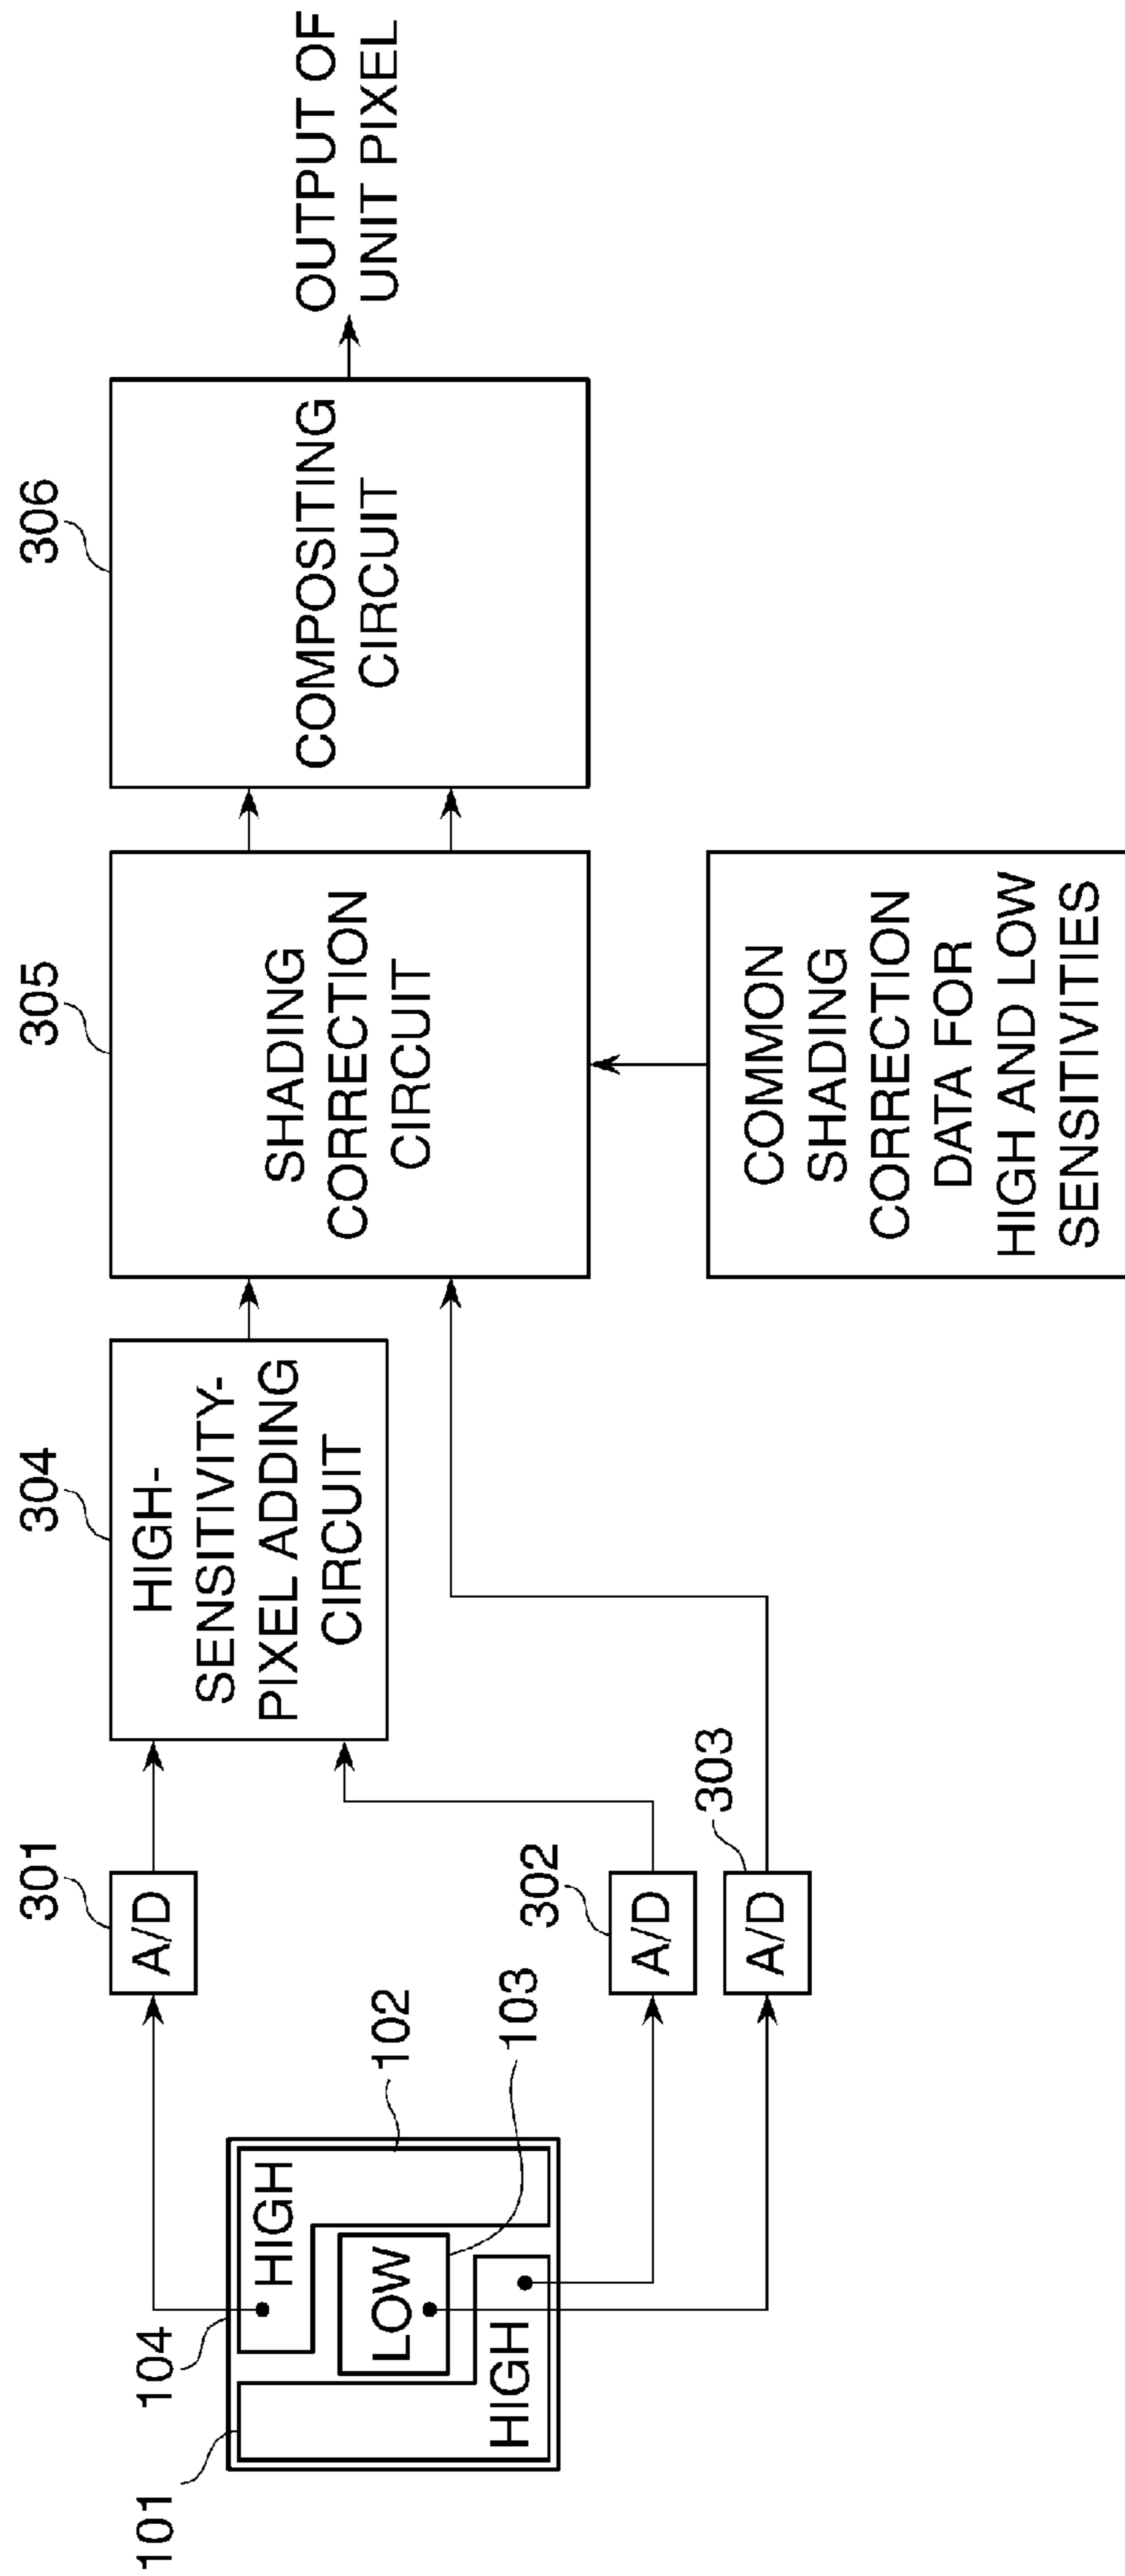 101
104
HIGH
LOW
HIGH
102
103
301
A/D
302
A/D
303
A/D
304
HIGH-
SENSITIVITY-
PIXEL ADDING
CIRCUIT
305
SHADING
CORRECTION
CIRCUIT
COMMON
SHADING
CORRECTION
DATA FOR
HIGH AND LOW
SENSITIVITIES
306
COMPOSITING
CIRCUIT
OUTPUT OF
UNIT PIXEL